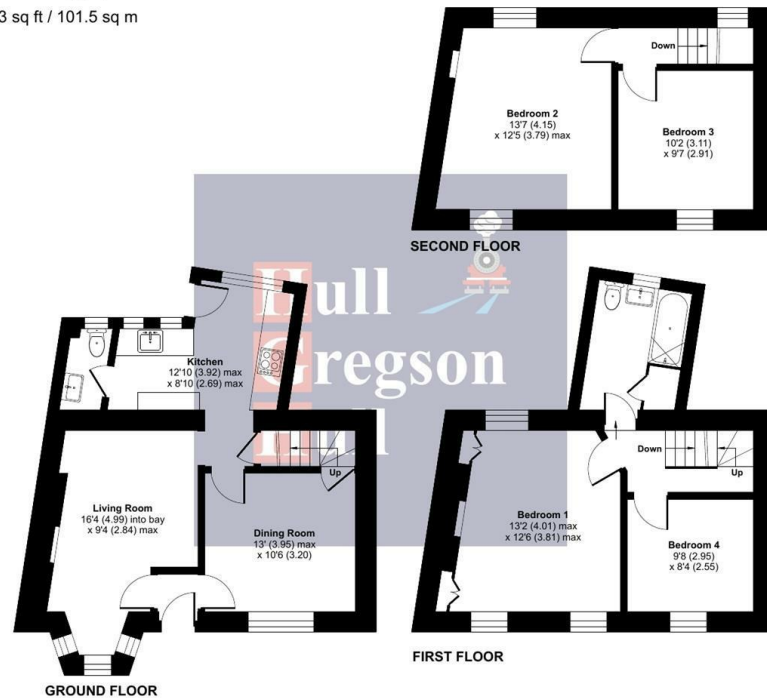 3 sq ft / 101.5 sq m
Down
Bedroom 2
13'7 (4.15)
x 12'5 (3.79) max
Bedroom 3
10'2 (3.11)
x 9'7 (2.91)
SECOND FLOOR
Hull
Gregson
Hull
Kitchen
12'10 (3.92) max
x 8'10 (2.69) max
Up
Living Room
16'4 (4.99) into bay
x 9'4 (2.84) max
Dining Room
13' (3.95) max
x 10'6 (3.20)
GROUND FLOOR
Down
Up
Bedroom 1
13'2 (4.01) max
x 12'6 (3.81) max
Bedroom 4
9'8 (2.95)
x 8'4 (2.55)
FIRST FLOOR